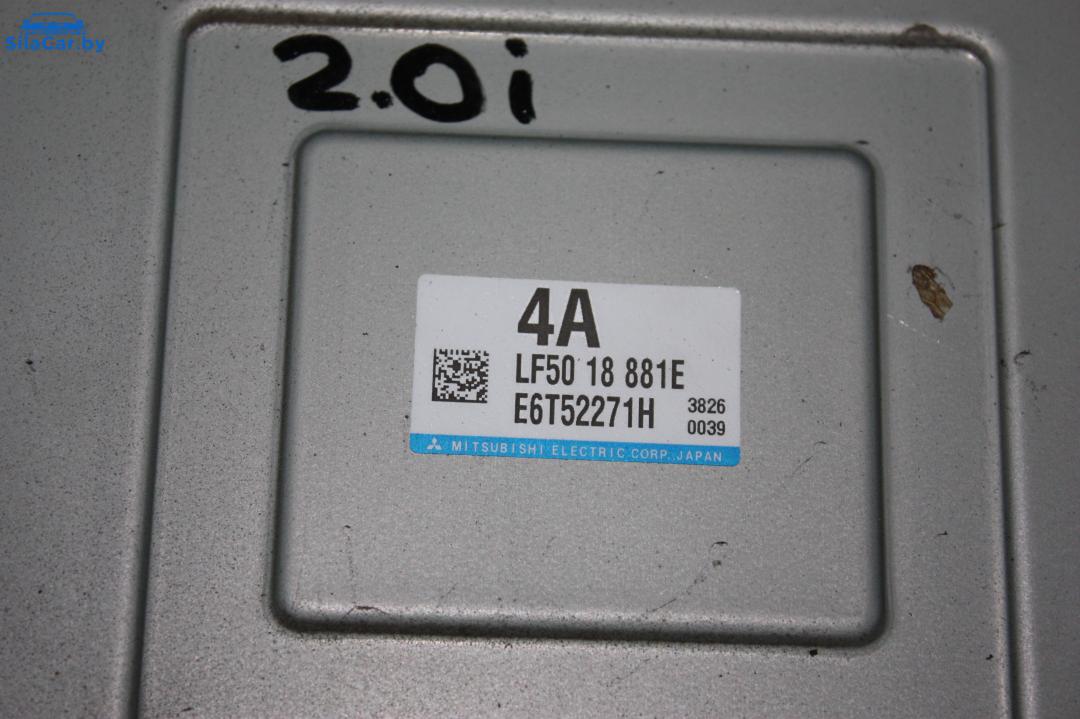 SilaCar.by
2.0i
4A
LF50 18 881E
E6T52271H
3826
0039
MITSUBISHI ELECTRIC CORP. JAPAN